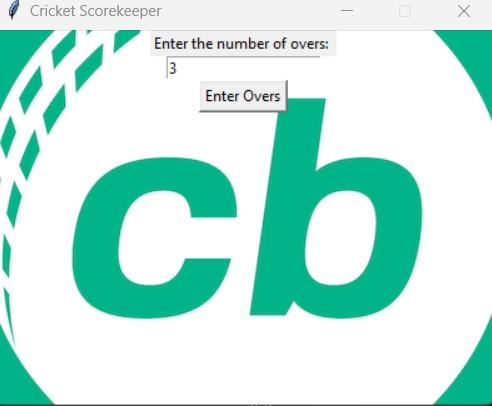 Cricket Scorekeeper
Enter the number of overs:
3
Enter Overs
cb